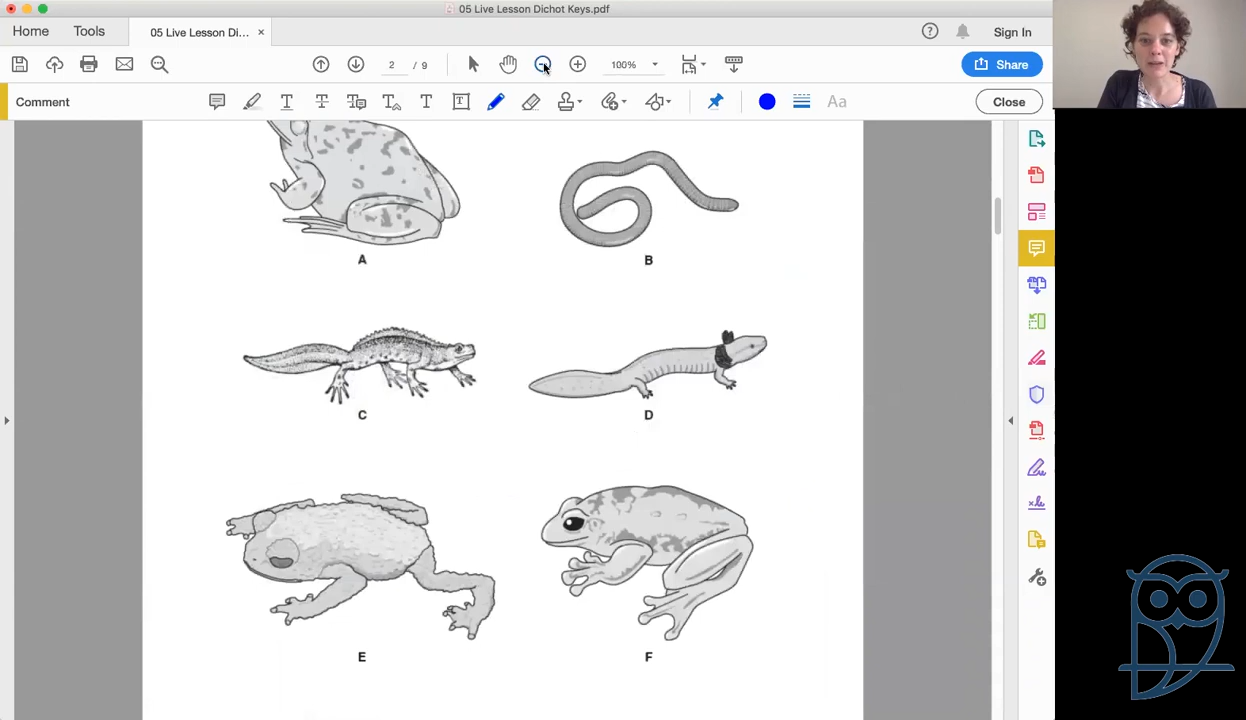 05 Live Lesson Dichot Keys.pdf
Home Tools 05 Live Lesson Di... × Sign In
2 / 9 100% Share
Comment T T T T T Aa Close
A B
C D
E F